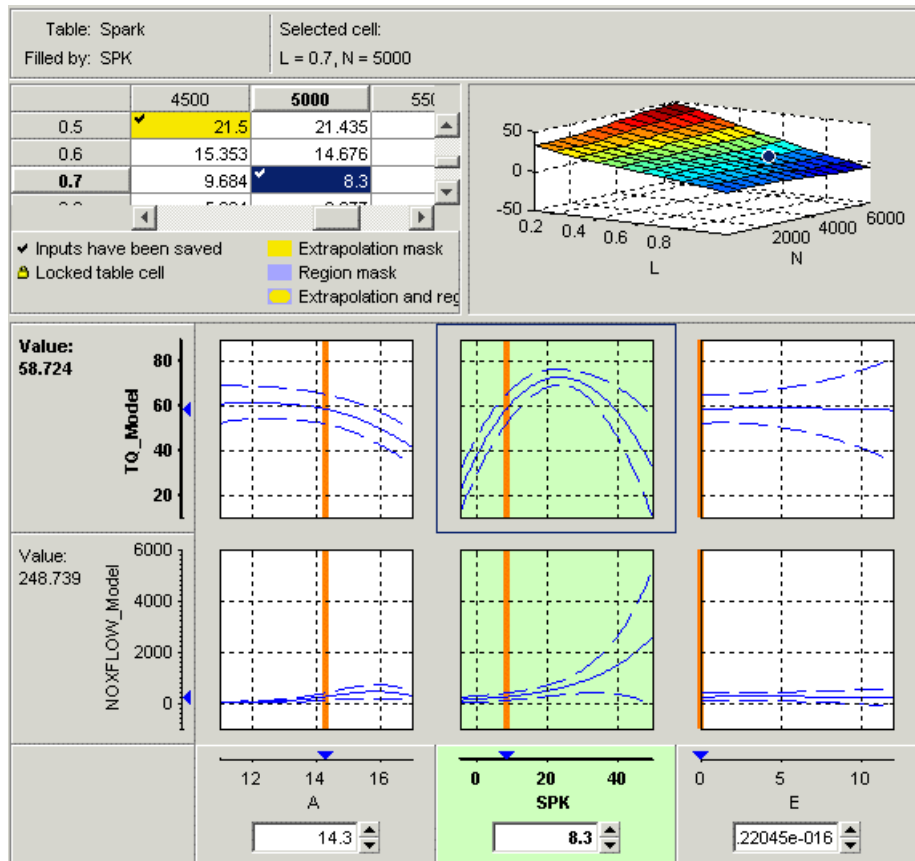 Table: Spark
Filled by: SPK
Selected cell:
L = 0.7, N = 5000
4500 5000
0.5 21.5 21.435
0.6 15.353 14.676
0.7 9.684 8.3
Inputs have been saved
Locked table cell
Extrapolation mask
Region mask
Extrapolation and reg
50
0
-50
0.2 0.4 0.6 0.8
L
2000 4000 6000
N
Value:
58.724
TQ_Model
80
60
40
20
Value:
248.739
NOXFLOW_Model
6000
4000
2000
0
12 14 16
A
14.3
0 20 40
SPK
8.3
0 5 10
E
.22045e-016